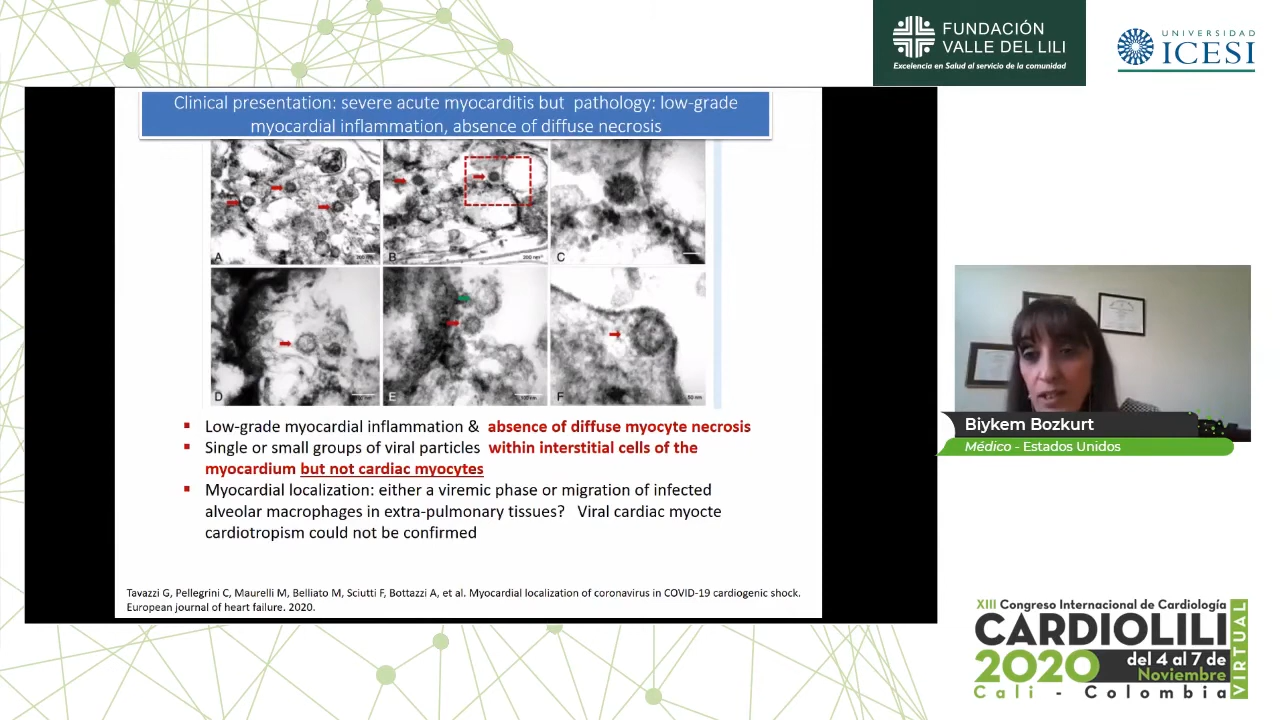 FUNDACIÓN
VALLE DEL LILI
Excelencia en Salud al servicio de la comunidad
UNIVERSIDAD
ICESI
Clinical presentation: severe acute myocarditis but pathology: low-grade
myocardial inflammation, absence of diffuse necrosis
A
B
200 nm
C
D
E
F
50 nm
▪ Low-grade myocardial inflammation & absence of diffuse myocyte necrosis
▪ Single or small groups of viral particles within interstitial cells of the
myocardium but not cardiac myocytes
▪ Myocardial localization: either a viremic phase or migration of infected
alveolar macrophages in extra-pulmonary tissues? Viral cardiac myocte
cardiotropism could not be confirmed
Tavazzi G, Pellegrini C, Maurelli M, Belliato M, Sciutti F, Bottazzi A, et al. Myocardial localization of coronavirus in COVID-19 cardiogenic shock.
European journal of heart failure. 2020.
Biykem Bozkurt
Médico - Estados Unidos
XIII Congreso Internacional de Cardiología
CARDIOLILI
2020 del 4 al 7 de
Noviembre
Cali - Colombia
VIRTUAL